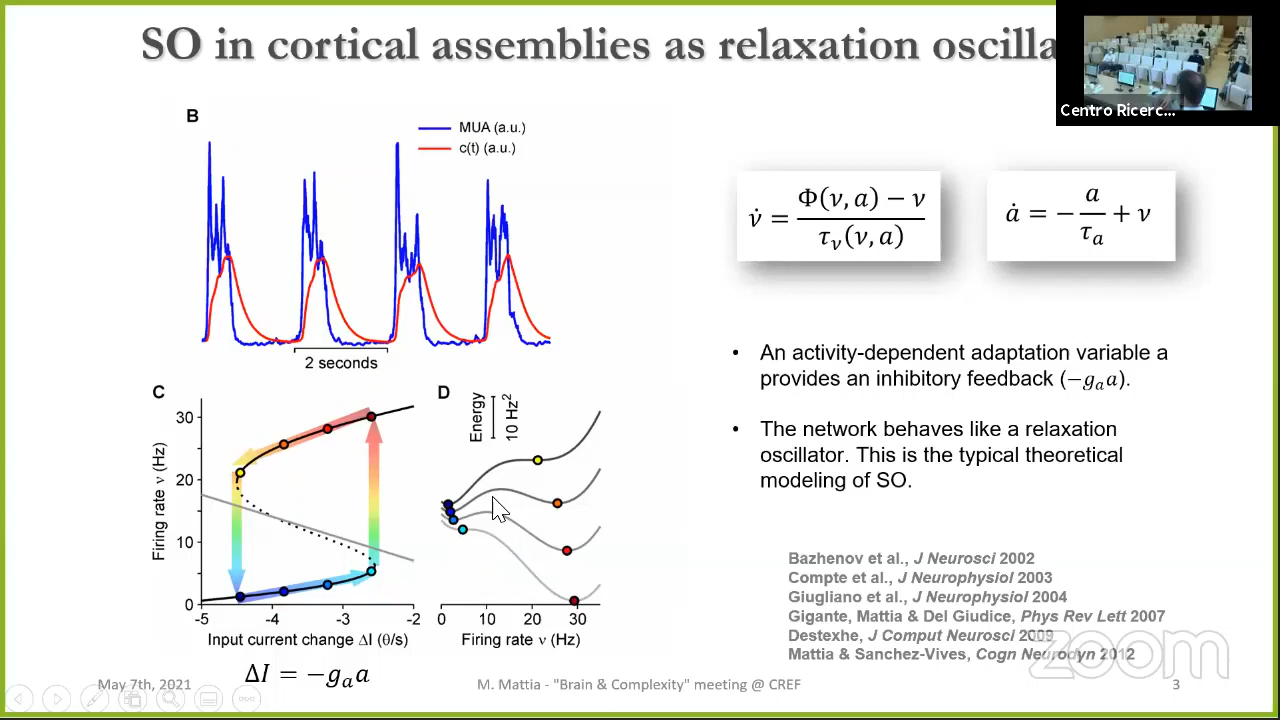 SO in cortical assemblies as relaxation oscilla
Centro Ricerc...
B
MUA (a.u.)
c(t) (a.u.)
2 seconds
ν̇ = (Φ(ν, a) − ν) / τ_ν(ν, a)
ȧ = − a / τ_a + ν
• An activity-dependent adaptation variable a
provides an inhibitory feedback (−g_a a).
• The network behaves like a relaxation
oscillator. This is the typical theoretical
modeling of SO.
C
30
20
10
0
Firing rate ν (Hz)
-5 -4 -3 -2
Input current change ΔI (θ/s)
ΔI = −g_a a
D
Energy
10 Hz²
0 10 20 30
Firing rate ν (Hz)
Bazhenov et al., J Neurosci 2002
Compte et al., J Neurophysiol 2003
Giugliano et al., J Neurophysiol 2004
Gigante, Mattia & Del Giudice, Phys Rev Lett 2007
Destexhe, J Comput Neurosci 2009
Mattia & Sanchez-Vives, Cogn Neurodyn 2012
zoom
May 7th, 2021
M. Mattia - "Brain & Complexity" meeting @ CREF
3